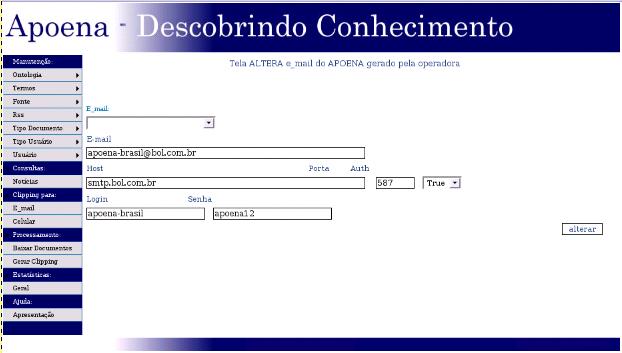 Apoena - Descobrindo Conhecimento
Manutenção:
Ontologia
Termos
Fonte
Rss
Tipo Documento
Tipo Usuário
Usuário
Consultas:
Notícias
Clipping para:
E_mail
Celular
Processamento:
Baixar Documentos
Gerar Clipping
Estatísticas:
Geral
Ajuda:
Apresentação
Tela ALTERA e_mail do APOENA gerado pela operadora
E_mail:
E-mail
apoena-brasil@bol.com.br
Host Porta Auth
smtp.bol.com.br 587 True
Login Senha
apoena-brasil apoena12
alterar